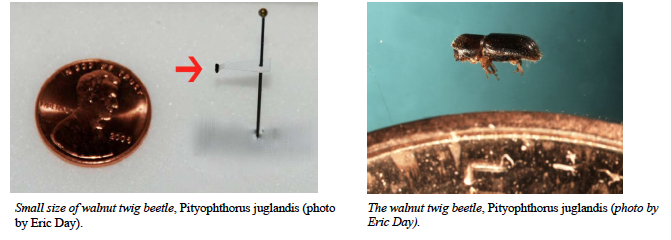 Small size of walnut twig beetle, Pityophthorus juglandis (photo
by Eric Day).
The walnut twig beetle, Pityophthorus juglandis (photo by
Eric Day).